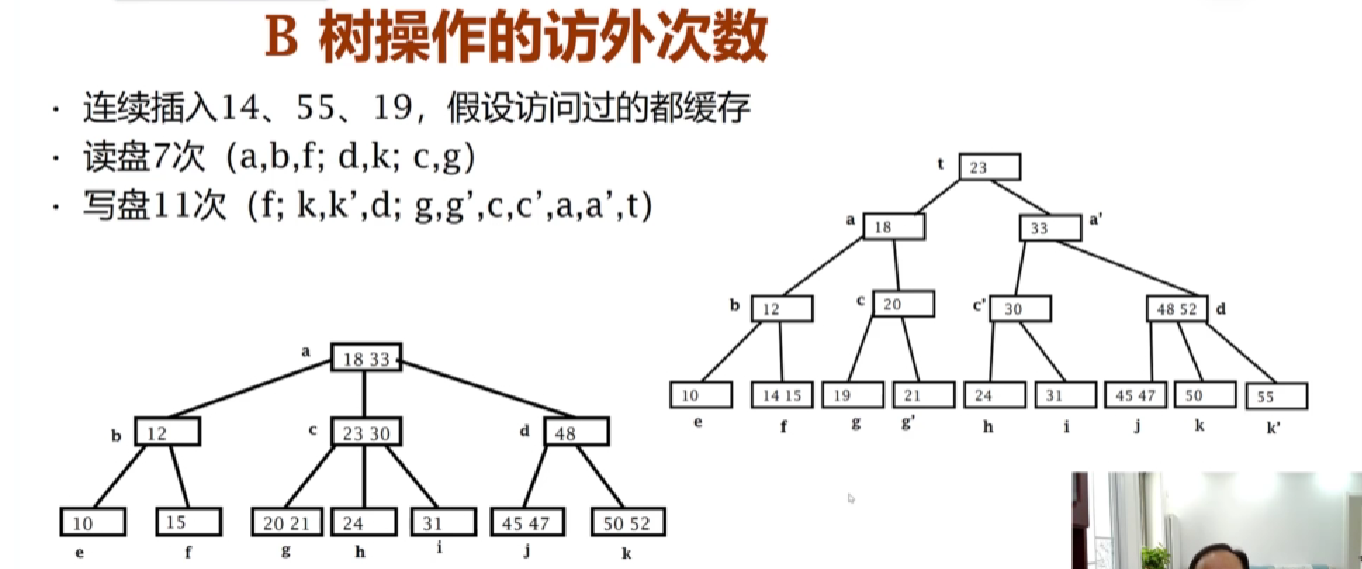 B 树操作的访外次数
· 连续插入14、55、19，假设访问过的都缓存
· 读盘7次（a,b,f; d,k; c,g)
· 写盘11次（f; k,k’,d; g,g’,c,c’,a,a’,t)
t 23
a 18 33 a'
b 12 c 20 c' 30 48 52 d
10 14 15 19 21 24 31 45 47 50 55
e f g g' h i j k k'
a 18 33
b 12 c 23 30 d 48
10 15 20 21 24 31 45 47 50 52
e f g h i j k